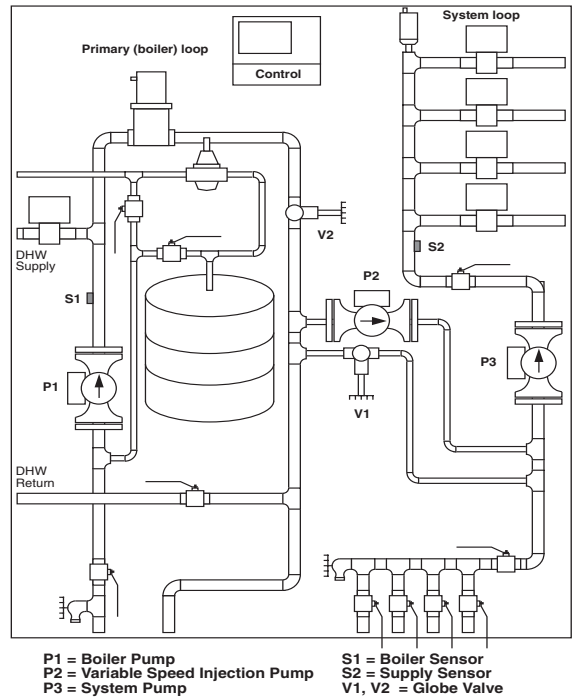 System loop
Primary (boiler) loop
Control
V2
DHW
Supply
S2
S1
P2
P1
P3
V1
DHW
Return
P1 = Boiler Pump
P2 = Variable Speed Injection Pump
P3 = System Pump
S1 = Boiler Sensor
S2 = Supply Sensor
V1, V2 = Globe Valve